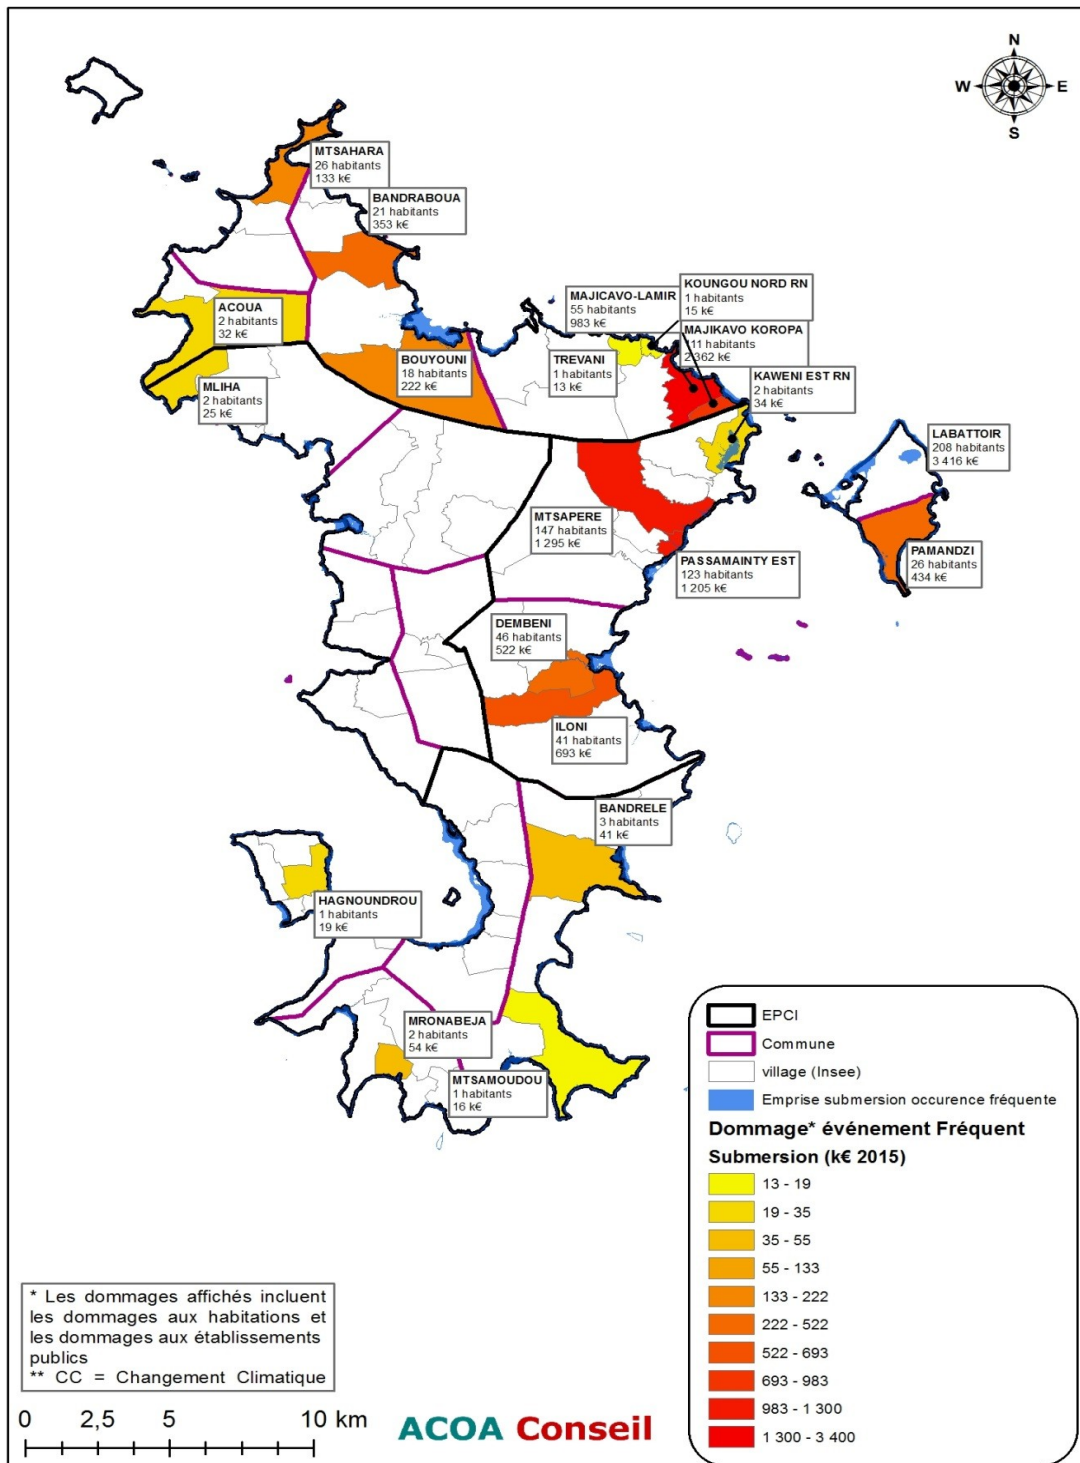 N
W
E
S
MTSAHARA
26 habitants
133 k€
BANDRABOUA
21 habitants
353 k€
KOUNGOU NORD RN
1 habitants
15 k€
MAJICAVO-LAMIR
55 habitants
983 k€
MAJIKAVO KOROPA
111 habitants
2 362 k€
ACOUA
2 habitants
32 k€
BOUYOUNI
18 habitants
222 k€
TREVANI
1 habitants
13 k€
KAWENI EST RN
2 habitants
34 k€
MLIHA
2 habitants
25 k€
LABATTOIR
208 habitants
3 416 k€
MTSAPERE
147 habitants
1 295 k€
PASSAMAINTY EST
123 habitants
1 205 k€
PAMANDZI
26 habitants
434 k€
DEMBENI
46 habitants
522 k€
ILONI
41 habitants
693 k€
BANDRELE
3 habitants
41 k€
HAGNOUNDROU
1 habitants
19 k€
MRONABEJA
2 habitants
54 k€
MTSAMOUDOU
1 habitants
16 k€
EPCI
Commune
village (Insee)
Emprise submersion occurence fréquente
Dommage* événement Fréquent
Submersion (k€ 2015)
13 - 19
19 - 35
35 - 55
55 - 133
133 - 222
222 - 522
522 - 693
693 - 983
983 - 1 300
1 300 - 3 400
* Les dommages affichés incluent
les dommages aux habitations et
les dommages aux établissements
publics
** CC = Changement Climatique
0 2,5 5 10 km
ACOA Conseil